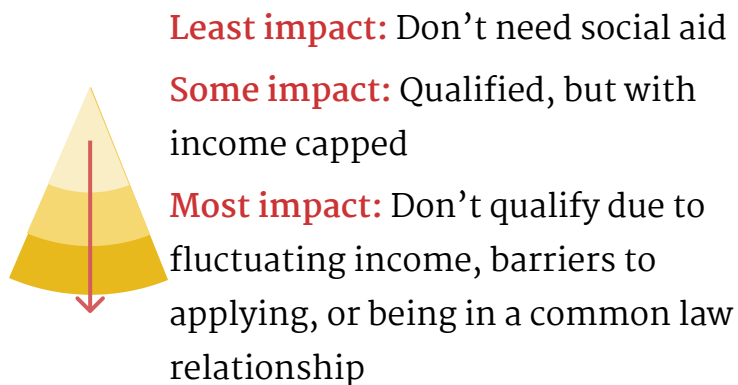 Least impact: Don’t need social aid
Some impact: Qualified, but with
income capped
Most impact: Don’t qualify due to
fluctuating income, barriers to
applying, or being in a common law
relationship